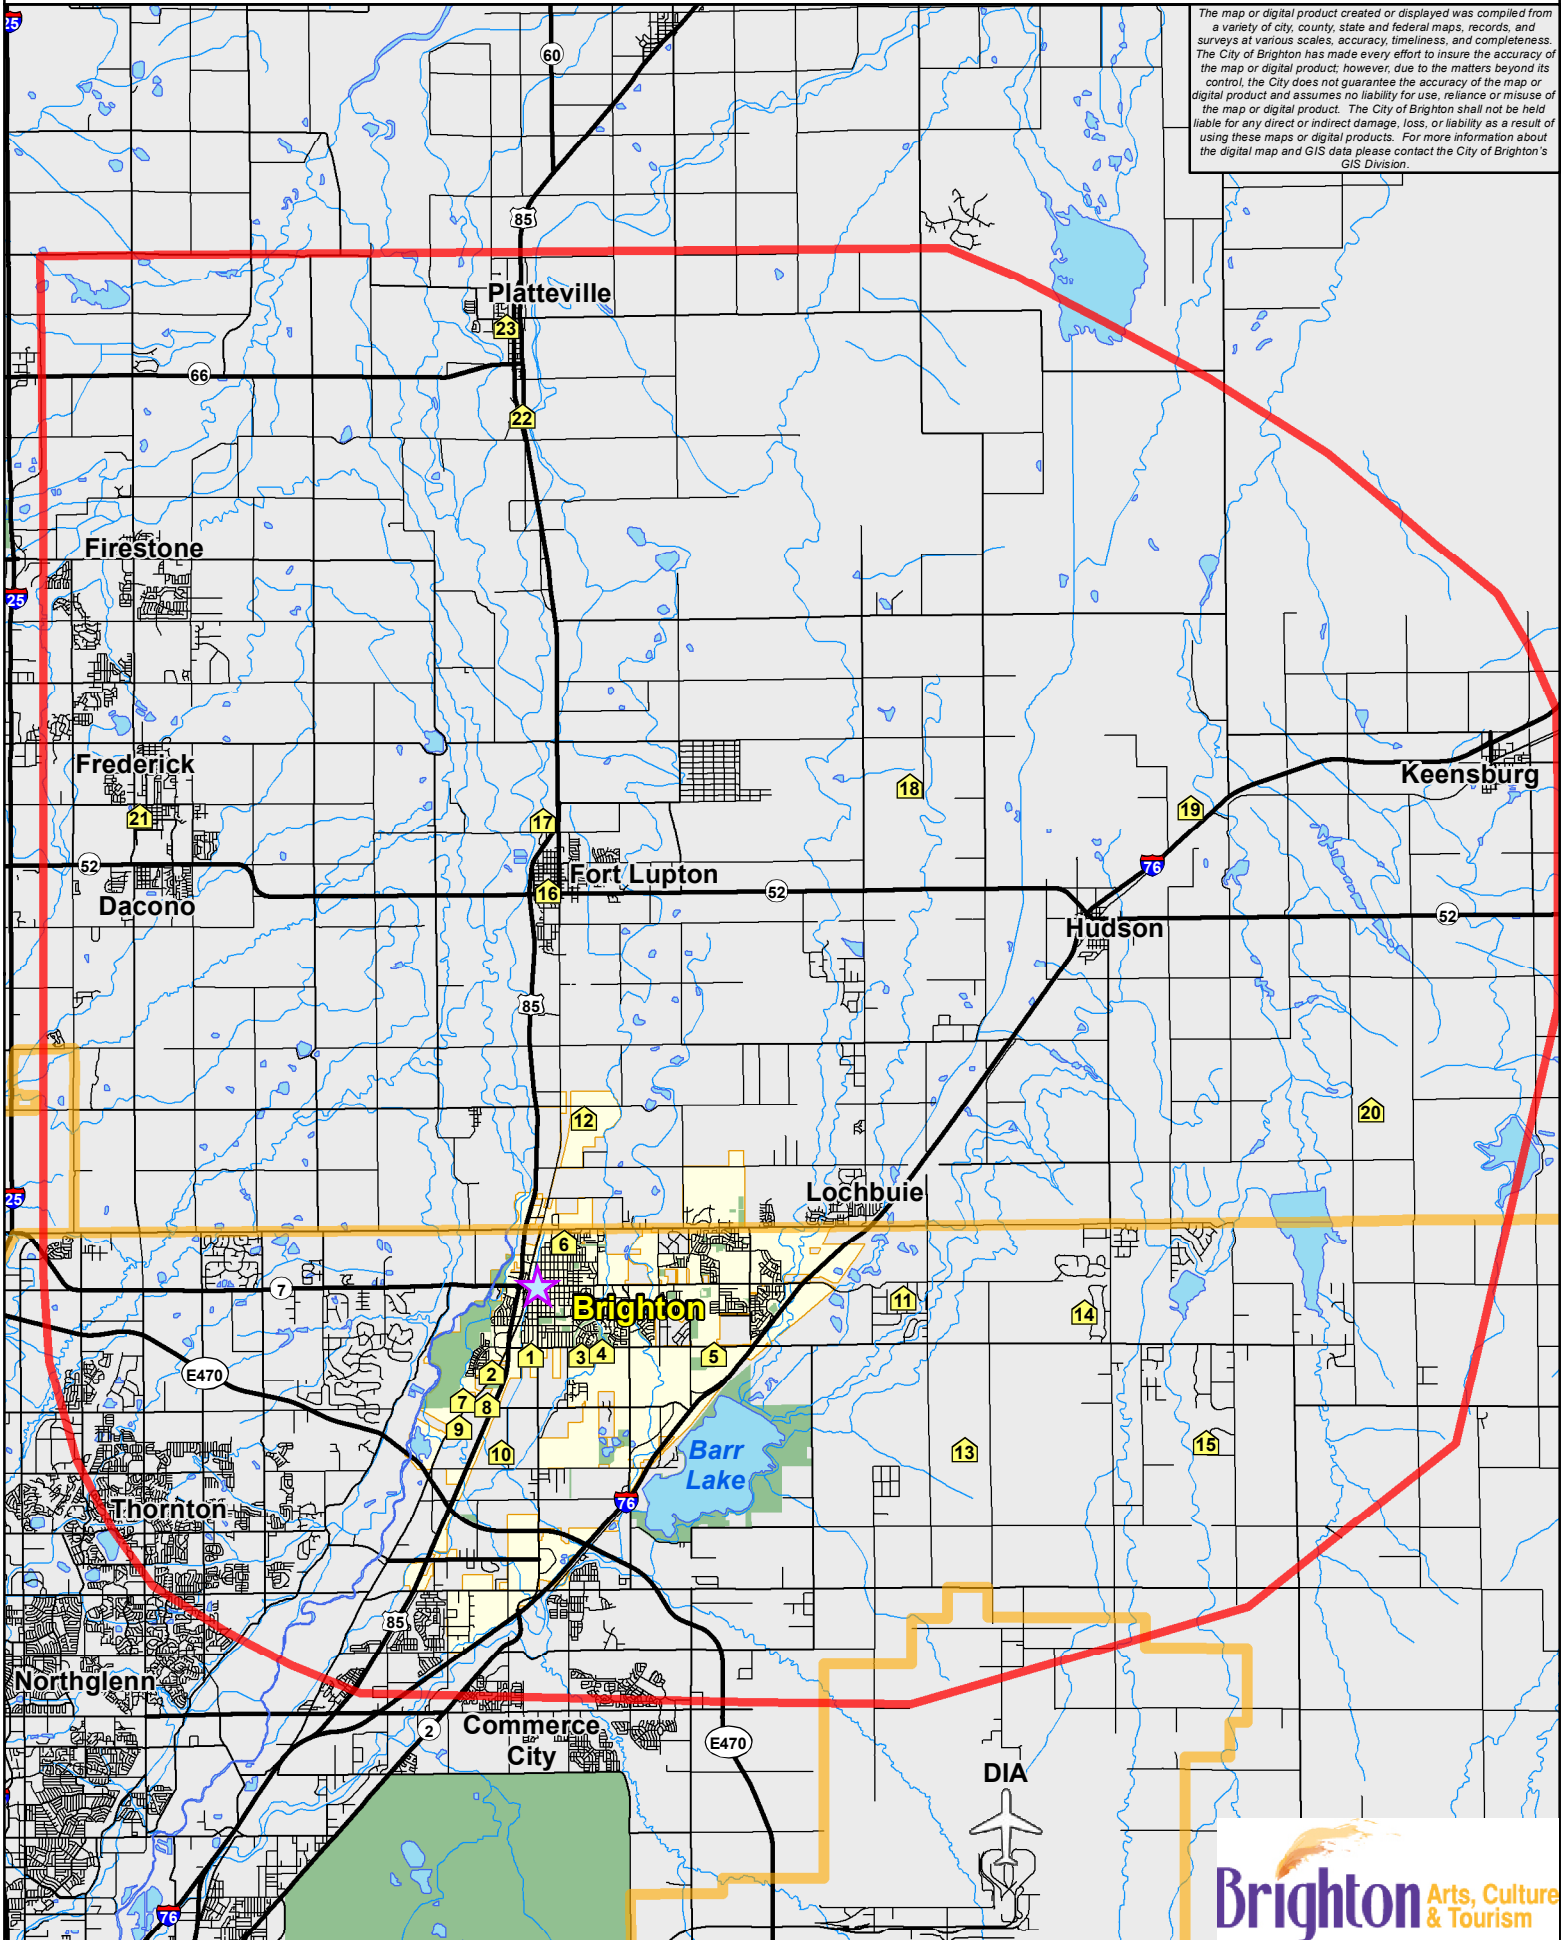 The map or digital product created or displayed was compiled from
a variety of city, county, state and federal maps, records, and
surveys at various scales, accuracy, timeliness, and completeness.
The City of Brighton has made every effort to insure the accuracy of
the map or digital product; however, due to the matters beyond its
control, the City does not guarantee the accuracy of the map or
digital product and assumes no liability for use, reliance or misuse of
the map or digital product. The City of Brighton shall not be held
liable for any direct or indirect damage, loss, or liability as a result of
using these maps or digital products. For more information about
the digital map and GIS data please contact the City of Brighton's
GIS Division.
25
60
85
Platteville
23
66
22
Firestone
25
Frederick
Keensburg
18
19
21
17
52
76
Fort Lupton
16
52
Dacono
52
Hudson
85
20
12
25
Lochbuie
6
7
11
Brighton
14
1
3
4
5
E470
2
7
8
9
10
Barr
Lake
13
15
76
Thornton
85
Northglenn
2
Commerce
City
E470
DIA
76
Brighton Arts, Culture
& Tourism